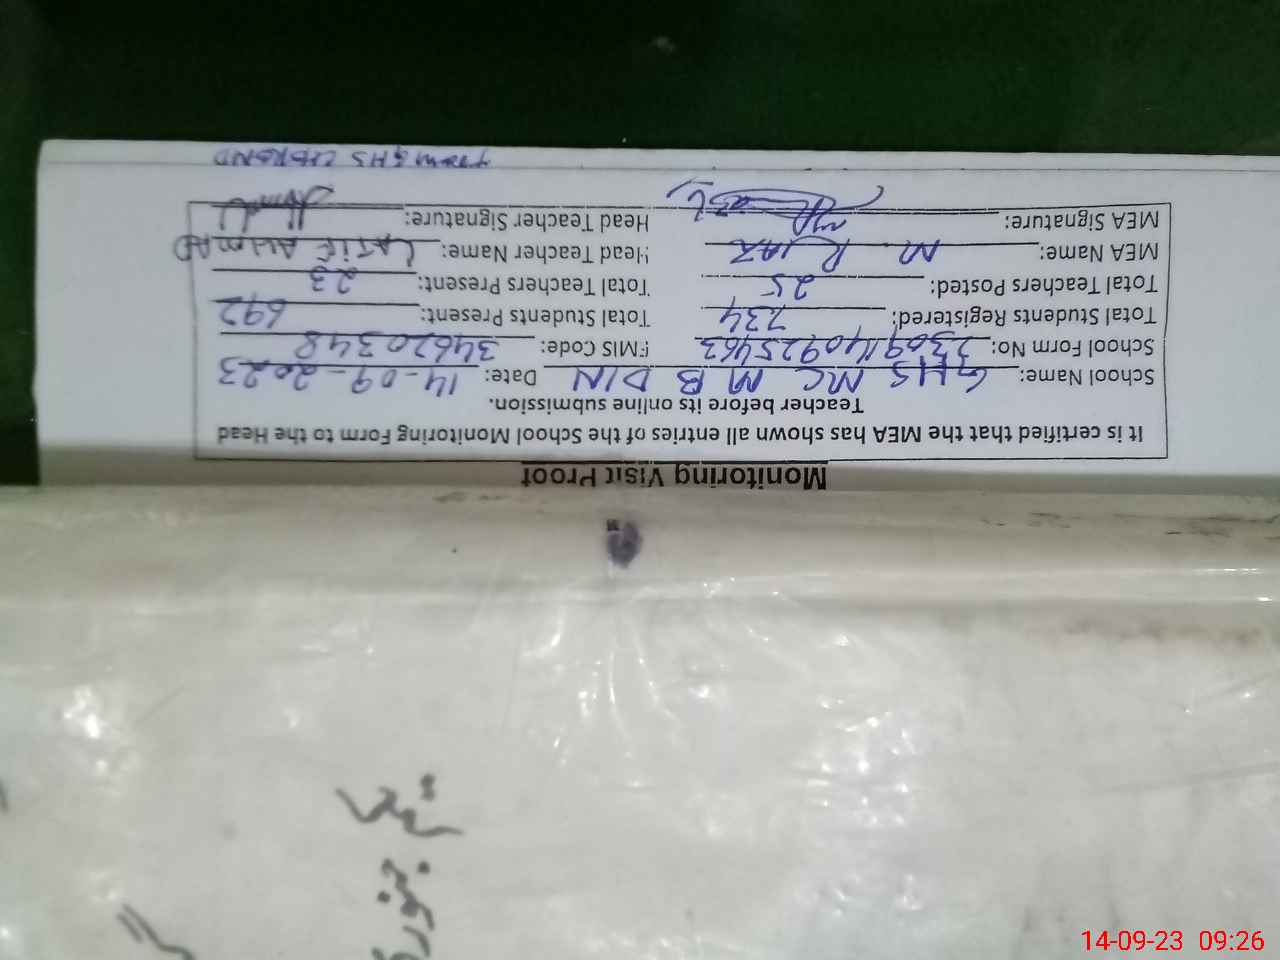 Monitoring Visit Proof
It is certified that the MEA has shown all entries of the School Monitoring Form to the Head
Teacher before its online submission.
School Name: GHS MC MB DIN Date: 14-09-2023
School Form No: EMIS Code: 34620348
Total Students Registered: 734 Total Students Present: 692
Total Teachers Posted: 25 Total Teachers Present: 23
MEA Name: M RIAZ Head Teacher Name: LATIF AHMAD
MEA Signature: Head Teacher Signature:
14-09-23 09:26